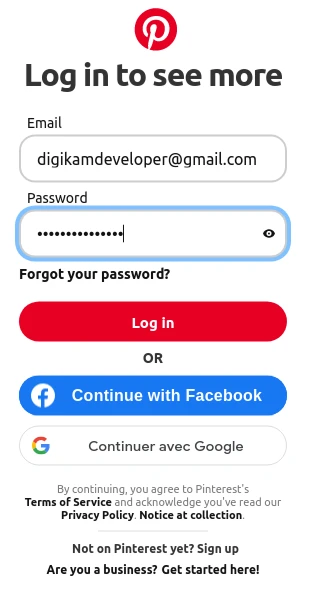 Log in to see more
Email
digikamdeveloper@gmail.com
Password
•••••••••••••••
Forgot your password?
Log in
OR
Continue with Facebook
Continuer avec Google
By continuing, you agree to Pinterest's
Terms of Service and acknowledge you've read our
Privacy Policy. Notice at collection.
Not on Pinterest yet? Sign up
Are you a business? Get started here!